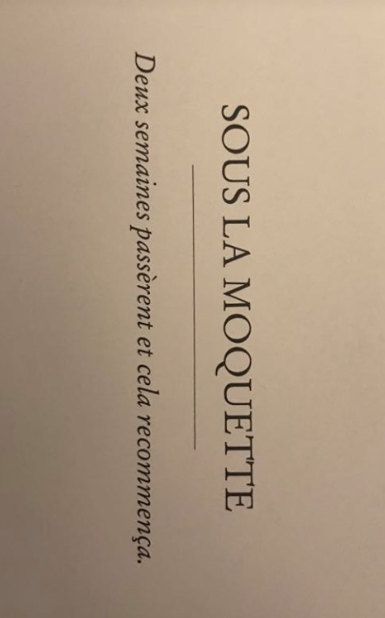 SOUS LA MOQUETTE
Deux semaines passèrent et cela recommença.